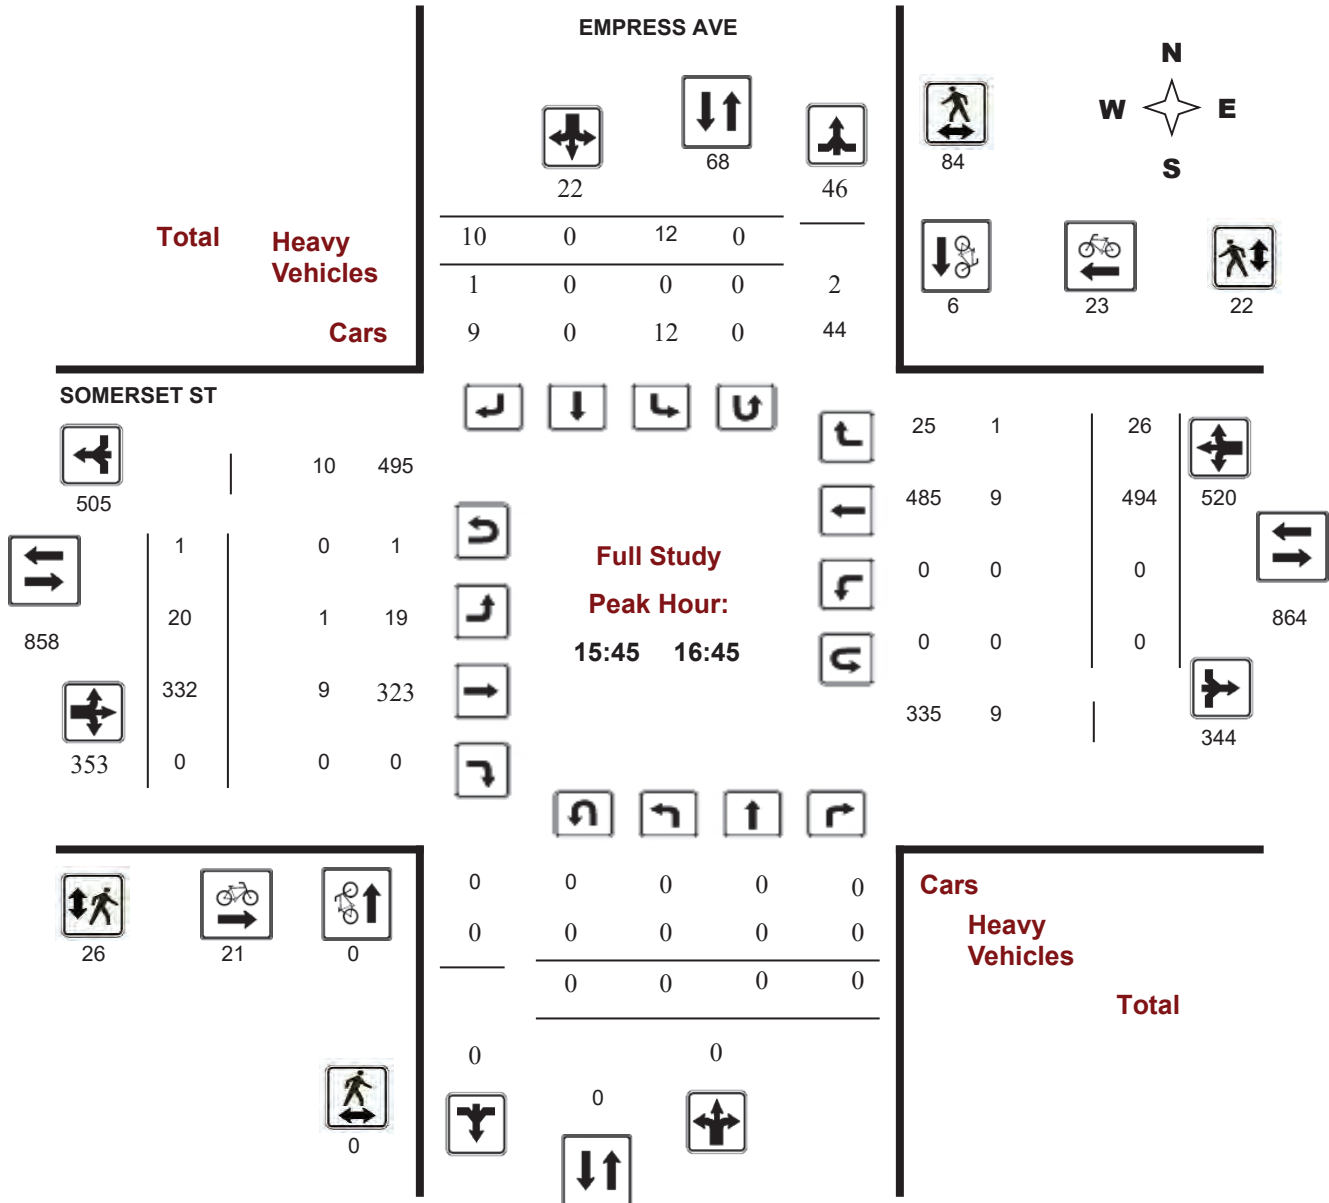 EMPRESS AVE
N
W E
S
68
84
22
46
Total Heavy
Vehicles
10 0 12 0
1 0 0 0 2
Cars 9 0 12 0 44
6 23 22
SOMERSET ST
505
10 495
25 1 26
485 9 494 520
1 0 1
Full Study
0 0 0
20 1 19
Peak Hour:
864
858
15:45 16:45
0 0 0
332 9 323
335 9
344
353 0 0 0
0 0 0 0 0
Cars
26 21 0
0 0 0 0 0
Heavy
Vehicles
0 0 0 0
Total
0 0
0
0